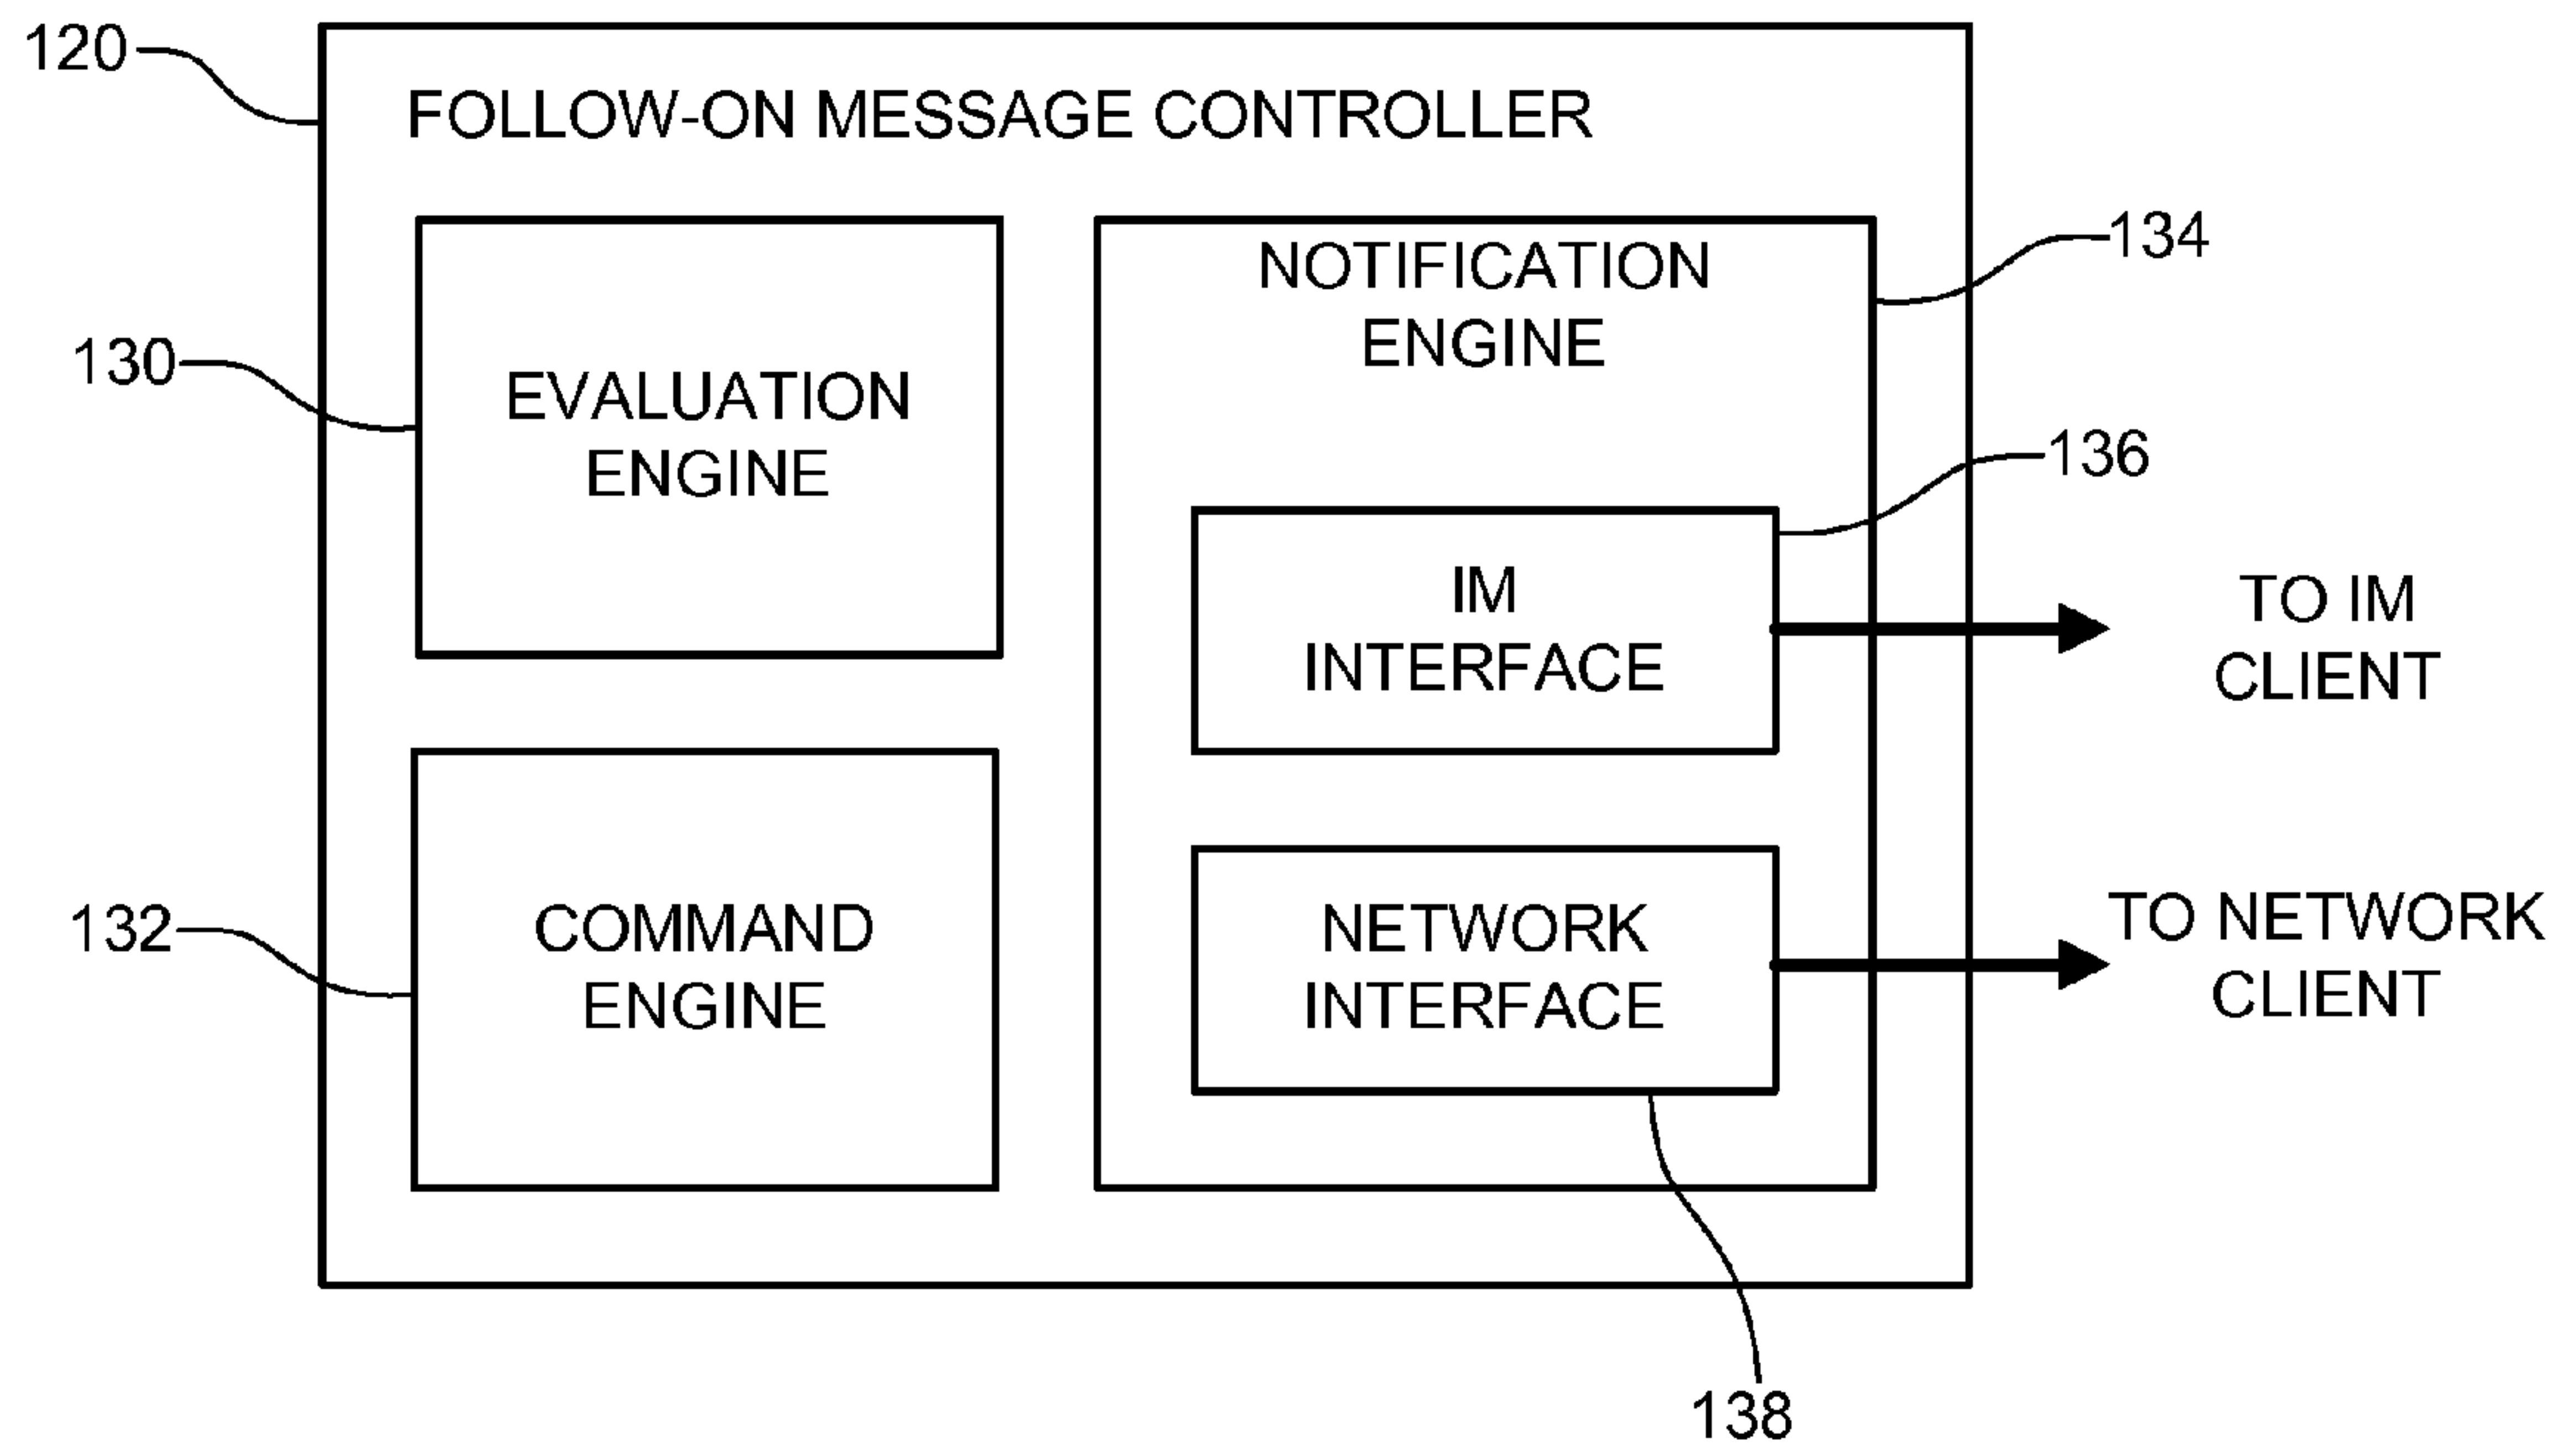 120
FOLLOW-ON MESSAGE CONTROLLER
134
NOTIFICATION
ENGINE
130
EVALUATION
ENGINE
136
IM
INTERFACE
TO IM
CLIENT
132
COMMAND
ENGINE
NETWORK
INTERFACE
TO NETWORK
CLIENT
138